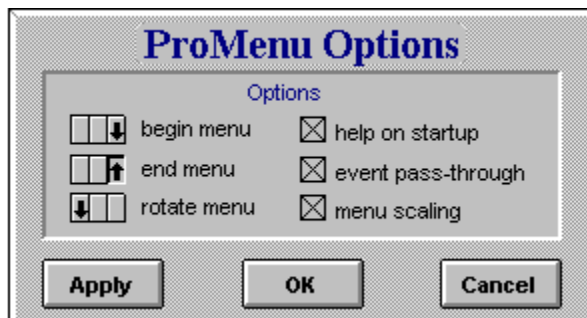 ProMenu Options
Options
begin menu
help on startup
end menu
event pass-through
rotate menu
menu scaling
Apply
OK
Cancel